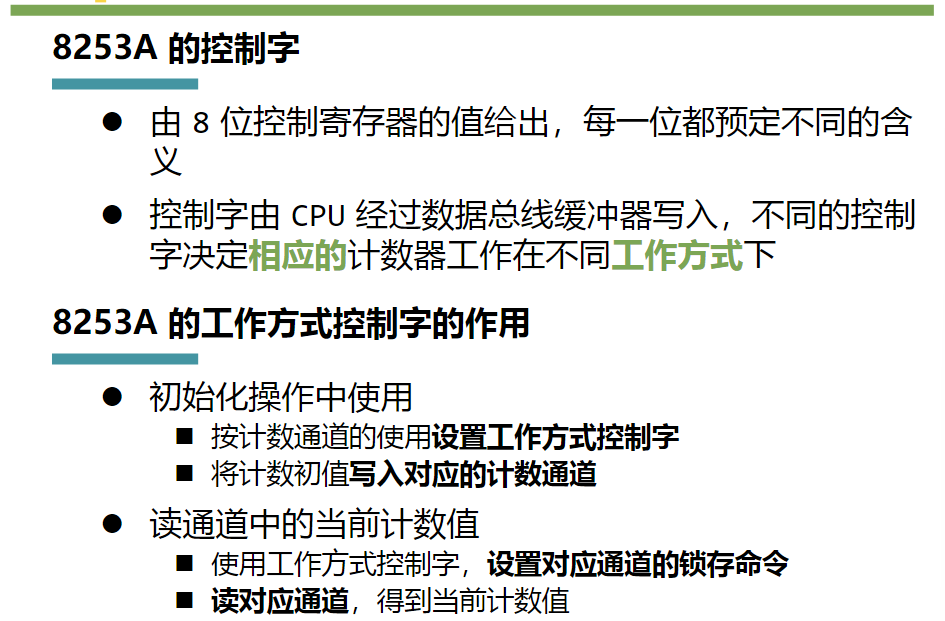 8253A 的控制字
● 由 8 位控制寄存器的值给出，每一位都预定不同的含
义
● 控制字由 CPU 经过数据总线缓冲器写入，不同的控制
字决定相应的计数器工作在不同工作方式下
8253A 的工作方式控制字的作用
● 初始化操作中使用
■ 按计数通道的使用设置工作方式控制字
■ 将计数初值写入对应的计数通道
● 读通道中的当前计数值
■ 使用工作方式控制字，设置对应通道的锁存命令
■ 读对应通道，得到当前计数值